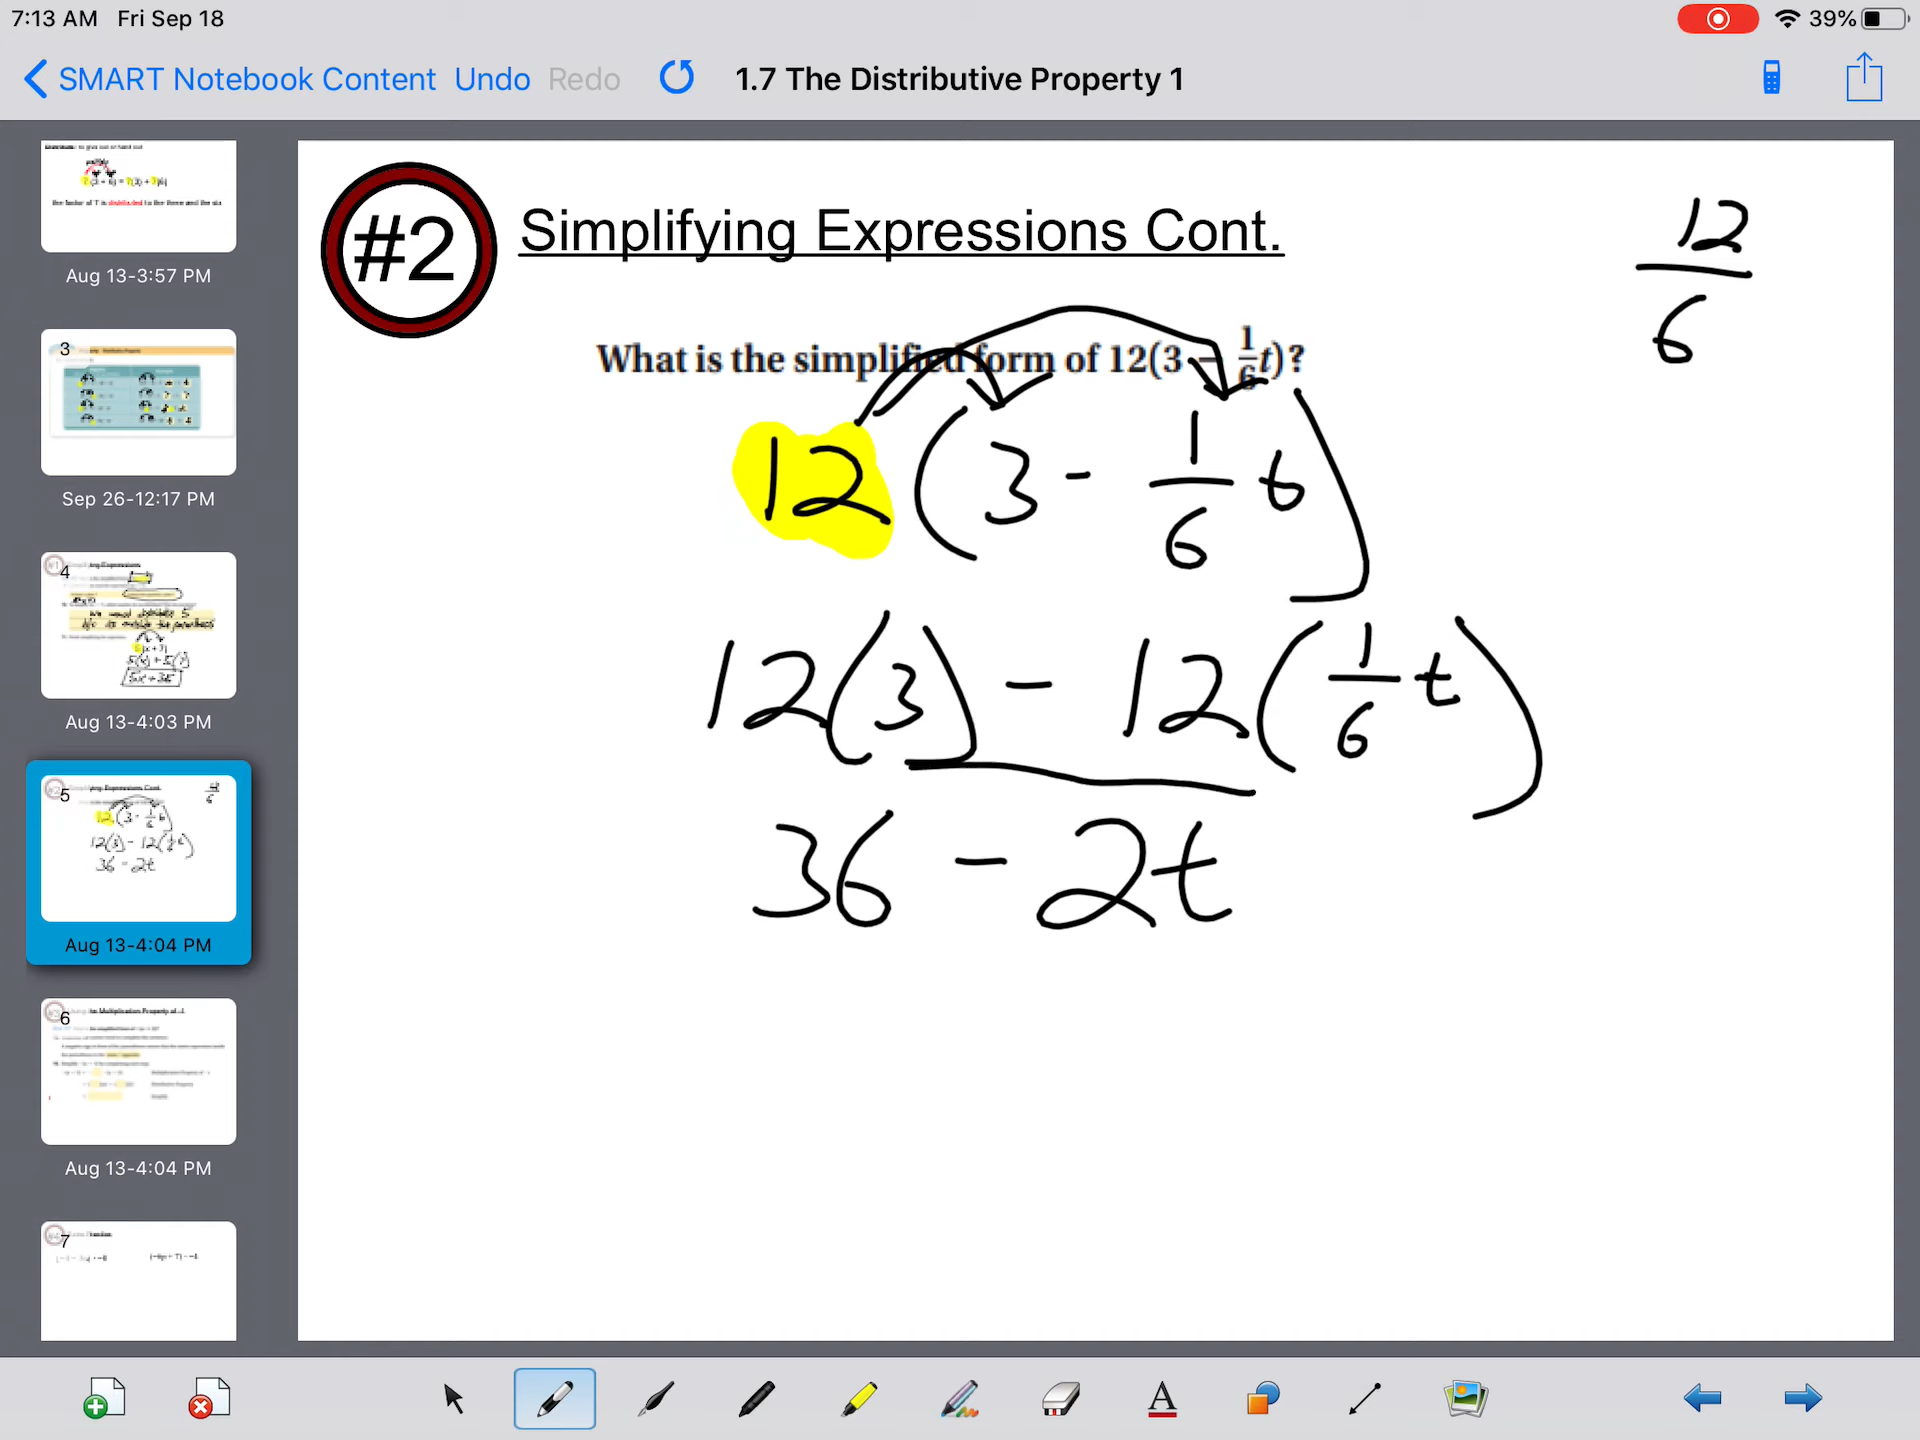 7:13 AM Fri Sep 18
39%
SMART Notebook Content Undo Redo 1.7 The Distributive Property 1
Aug 13-3:57 PM
3
Sep 26-12:17 PM
4
Aug 13-4:03 PM
5
Aug 13-4:04 PM
6
Aug 13-4:04 PM
7
#2 Simplifying Expressions Cont.
12/6
What is the simplified form of 12(3 − 1/6 t)?
12 (3 - 1/6 t)
12(3) - 12(1/6 t)
36 - 2t
A